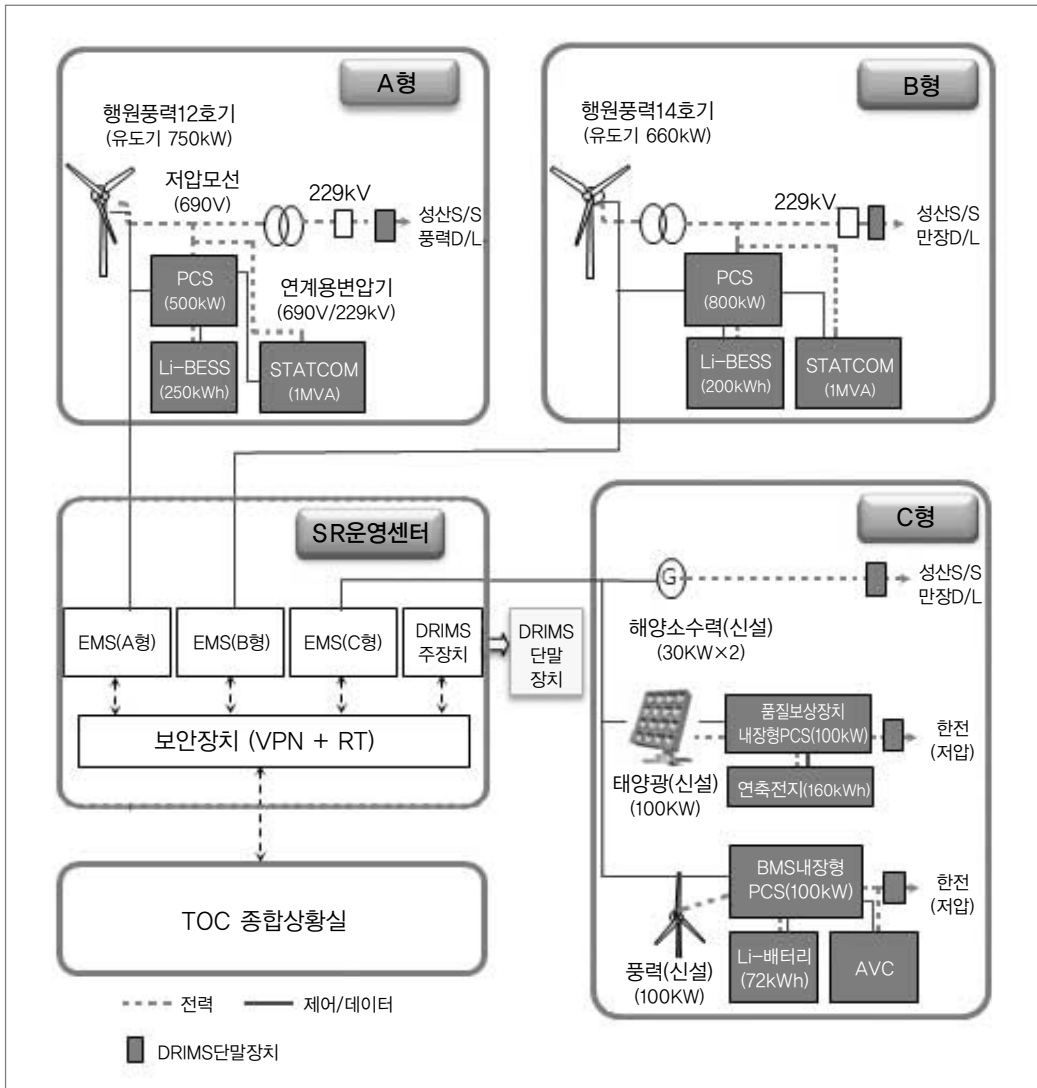 A형
행원풍력12호기
(유도기 750kW)
저압모선
(690V)
229kV
성산S/S
풍력D/L
PCS
(500kW)
연계용변압기
(690V/229kV)
Li-BESS
(250kWh)
STATCOM
(1MVA)
B형
행원풍력14호기
(유도기 660kW)
229kV
성산S/S
만장D/L
PCS
(800kW)
Li-BESS
(200kWh)
STATCOM
(1MVA)
SR운영센터
EMS(A형)
EMS(B형)
EMS(C형)
DRIMS
주장치
DRIMS
단말
장치
보안장치 (VPN + RT)
TOC 종합상황실
C형
G
성산S/S
만장D/L
해양소수력(신설)
(30KW×2)
품질보상장치
내장형PCS(100kW)
한전
(저압)
태양광(신설)
(100KW)
연축전지(160kWh)
BMS내장형
PCS(100kW)
한전
(저압)
풍력(신설)
(100KW)
Li-배터리
(72kWh)
AVC
전력
제어/데이터
DRIMS단말장치